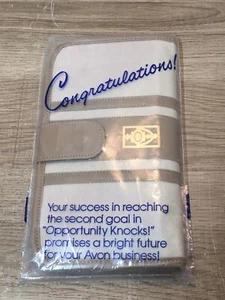 Congratulations!
Your success in reaching
the second goal in
"Opportunity Knocks!"
promises a bright future
for your Avon business!